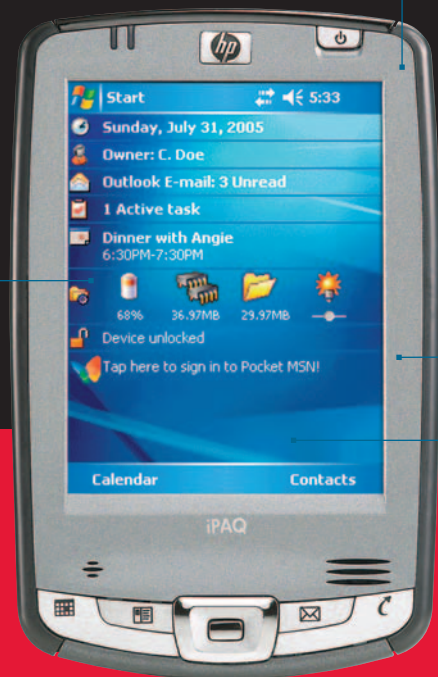 hp
Start 5:33
Sunday, July 31, 2005
Owner: C. Doe
Outlook E-mail: 3 Unread
1 Active task
Dinner with Angie
6:30PM-7:30PM
68% 36.97MB 29.97MB
Device unlocked
Tap here to sign in to Pocket MSN!
Calendar Contacts
iPAQ